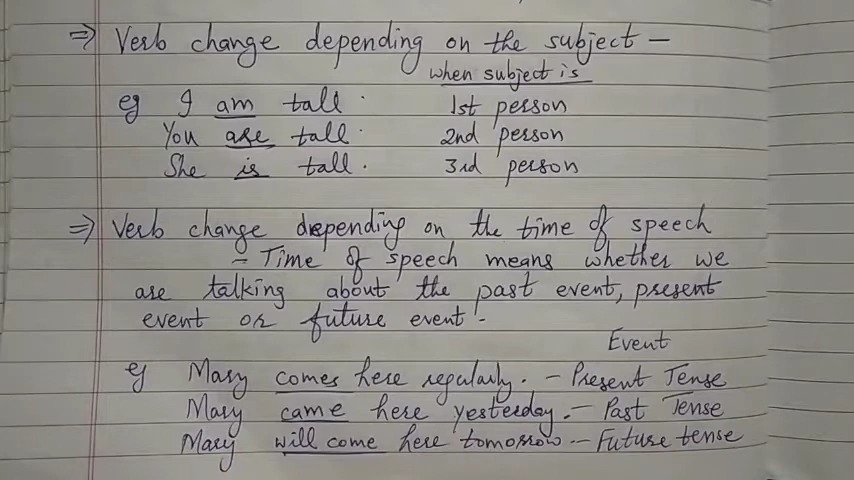 ⇒ Verb change depending on the subject –
when subject is
eg I am tall. 1st person
You are tall. 2nd person
She is tall. 3rd person
⇒ Verb change depending on the time of speech
– Time of speech means whether we
are talking about the past event, present
event or future event.
Event
eg Mary comes here regularly. – Present Tense
Mary came here yesterday. – Past Tense
Mary will come here tomorrow – Future tense